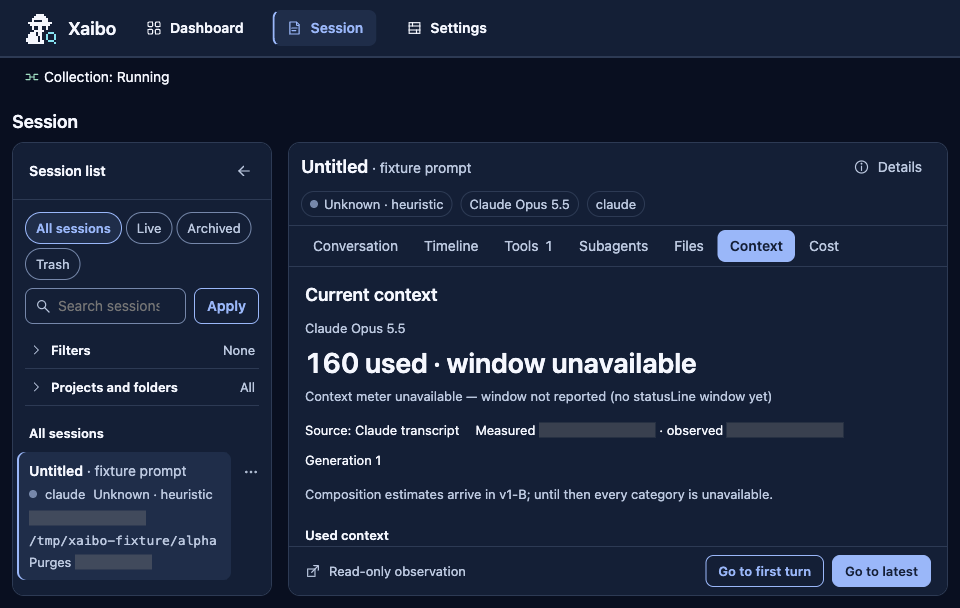 Xaibo
Dashboard
Session
Settings
Collection: Running
Session
Session list
All sessions
Live
Archived
Trash
Search sessions
Apply
Filters
None
Projects and folders
All
All sessions
Untitled · fixture prompt
claude Unknown · heuristic
/tmp/xaibo-fixture/alpha
Purges
Untitled · fixture prompt
Details
Unknown · heuristic
Claude Opus 5.5
claude
Conversation
Timeline
Tools 1
Subagents
Files
Context
Cost
Current context
Claude Opus 5.5
160 used · window unavailable
Context meter unavailable — window not reported (no statusLine window yet)
Source: Claude transcript Measured · observed
Generation 1
Composition estimates arrive in v1-B; until then every category is unavailable.
Used context
Read-only observation
Go to first turn
Go to latest